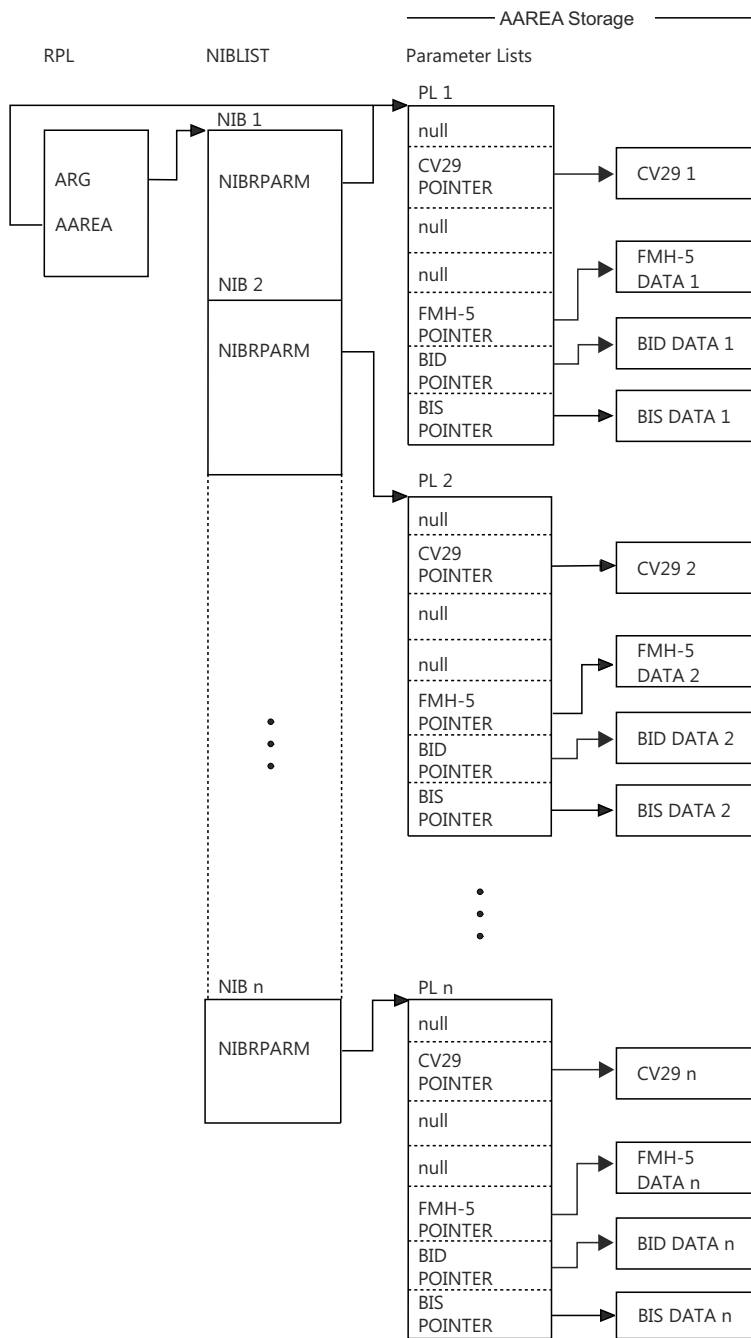 AAREA Storage
RPL
NIBLIST
Parameter Lists
ARG
AAREA
NIB 1
NIBRPARM
NIB 2
NIBRPARM
NIB n
NIBRPARM
PL 1
null
CV29
POINTER
null
null
FMH-5
POINTER
BID
POINTER
BIS
POINTER
CV29 1
FMH-5
DATA 1
BID DATA 1
BIS DATA 1
PL 2
null
CV29
POINTER
null
null
FMH-5
POINTER
BID
POINTER
BIS
POINTER
CV29 2
FMH-5
DATA 2
BID DATA 2
BIS DATA 2
PL n
null
CV29
POINTER
null
null
FMH-5
POINTER
BID
POINTER
BIS
POINTER
CV29 n
FMH-5
DATA n
BID DATA n
BIS DATA n